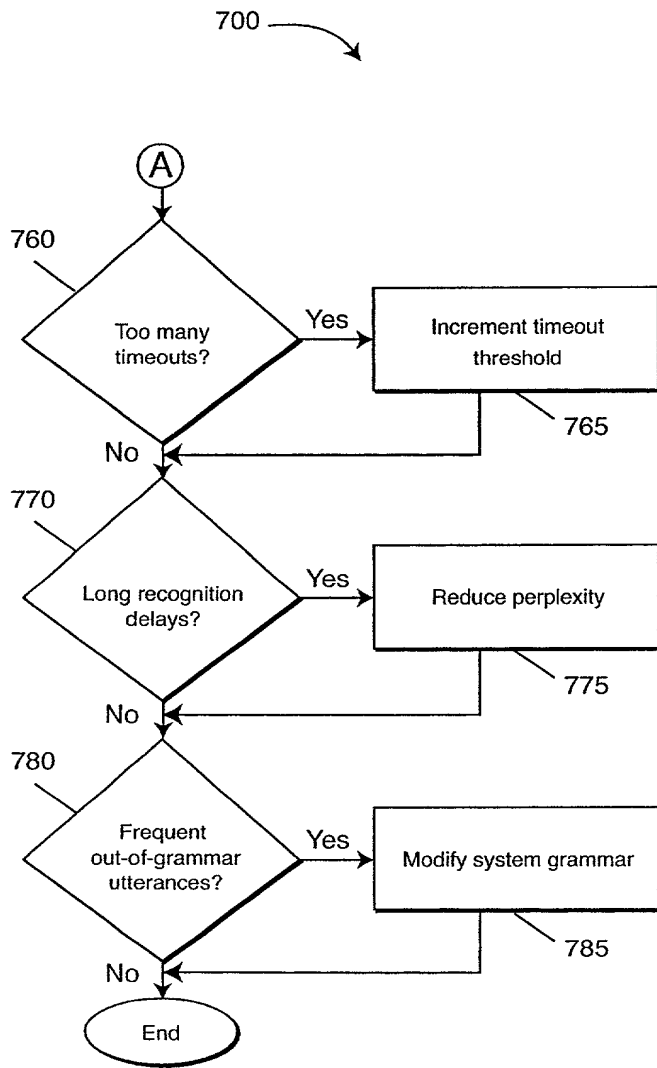 700
A
760
Too many
timeouts?
Yes
Increment timeout
threshold
765
No
770
Long recognition
delays?
Yes
Reduce perplexity
775
No
780
Frequent
out-of-grammar
utterances?
Yes
Modify system grammar
785
No
End